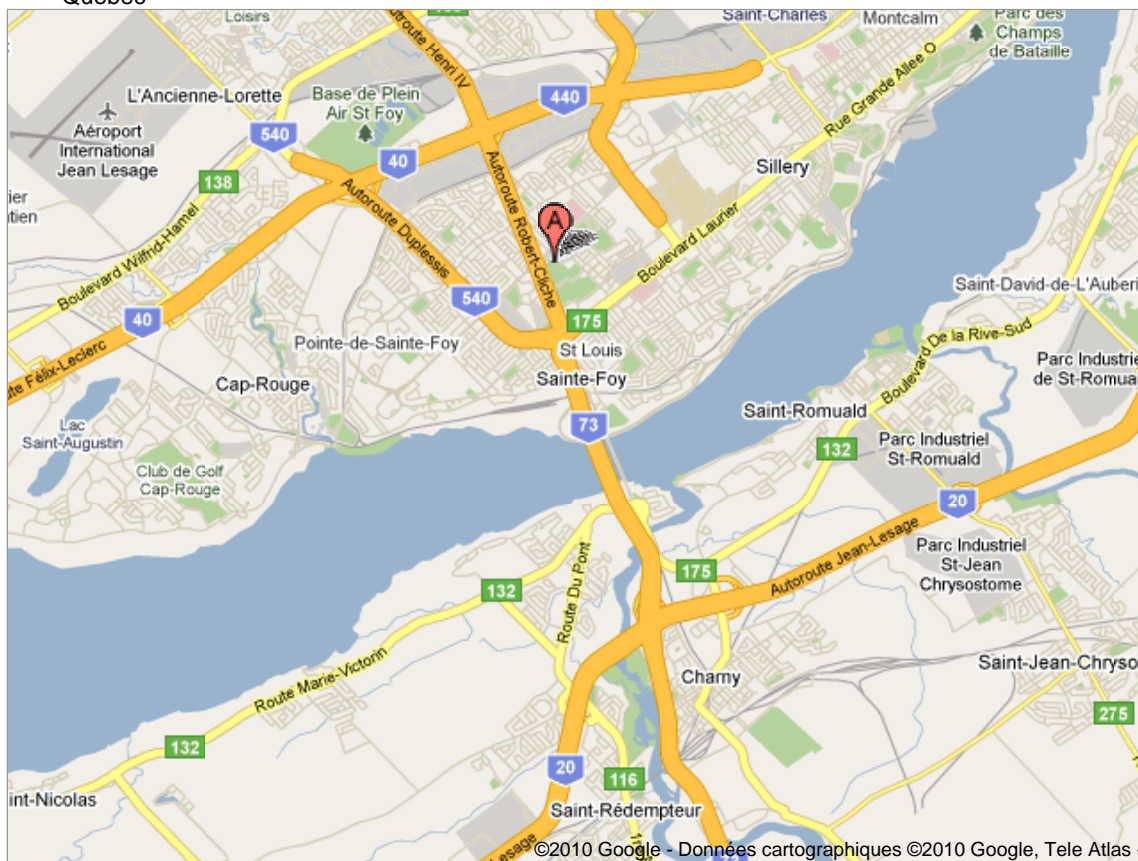 Québec
Loisirs
Saint-Charles
Montcalm
Parc des
Champs
de Bataille
Autoroute Henri IV
L'Ancienne-Lorette
Base de Plein
Air St Foy
440
Rue Grande Allee O
Aéroport
International
Jean Lesage
540
40
138
Sillery
Autoroute Duplessis
Autoroute Robert-Cliche
A
Boulevard Laurier
Boulevard Wilfrid-Hamel
540
40
175
Saint-David-de-L'Auberi
Boulevard De la Rive-Sud
Pointe-de-Sainte-Foy
St Louis
Sainte-Foy
Cap-Rouge
Parc Industrie
de St-Romua
Félix-Leclerc
Lac
Saint-Augustin
73
Saint-Romuald
132
Parc Industriel
St-Romuald
Club de Golf
Cap-Rouge
20
Parc Industriel
St-Jean
Chrysostome
Autoroute Jean-Lesage
175
132
Route Du Pont
Route Marie-Victorin
Charny
Saint-Jean-Chryso
275
132
20
116
int-Nicolas
Saint-Rédempteur
©2010 Google - Données cartographiques ©2010 Google, Tele Atlas -